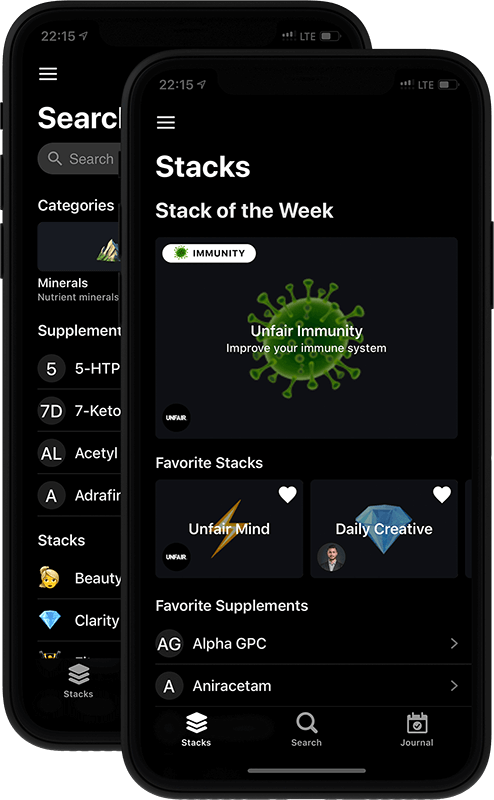 22:15
LTE
Search
Search
Categories
Minerals
Nutrient minerals
Supplement
5
5-HTP
7D
7-Keto
AL
Acetyl
A
Adrafin
Stacks
Beauty
Clarity
Stacks
22:15
LTE
Stacks
Stack of the Week
IMMUNITY
Unfair Immunity
Improve your immune system
UNFAIR
Favorite Stacks
Unfair Mind
UNFAIR
Daily Creative
Favorite Supplements
AG
Alpha GPC
A
Aniracetam
Stacks
Search
Journal